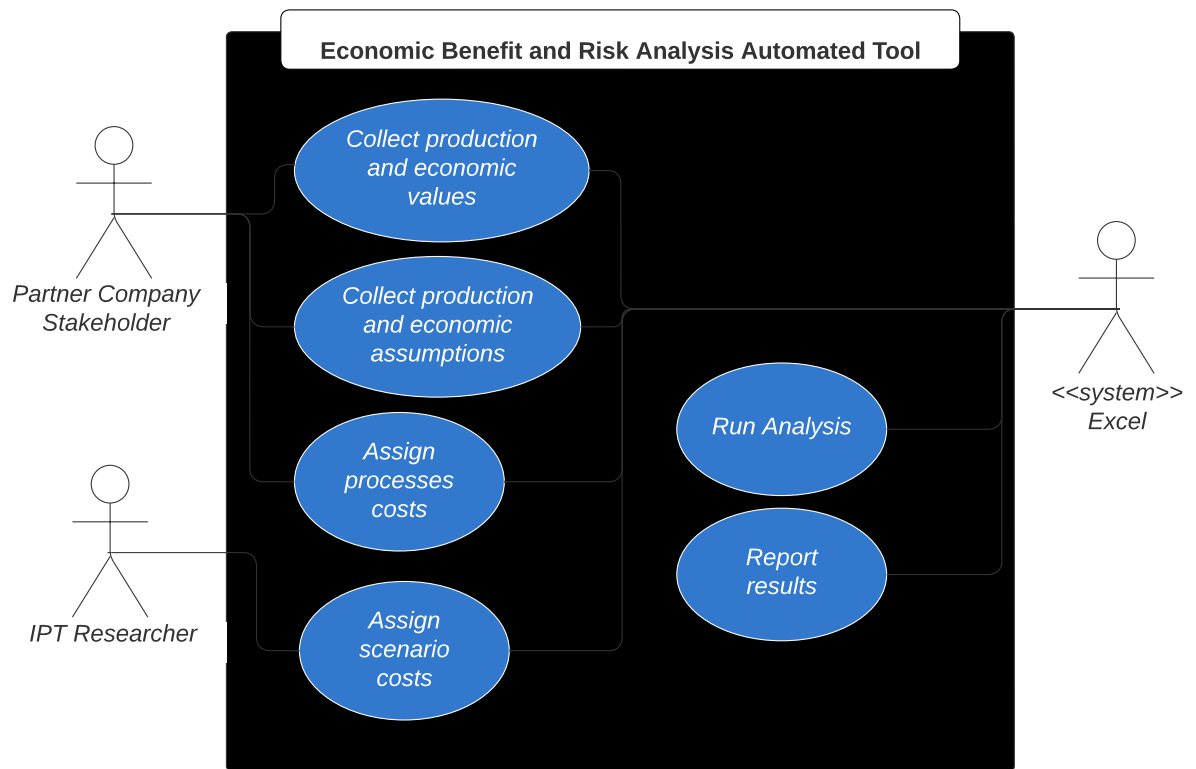 Economic Benefit and Risk Analysis Automated Tool
Collect production
and economic
values
Partner Company
Stakeholder
Collect production
and economic
assumptions
<<system>>
Excel
Run Analysis
Assign
processes
costs
Report
results
IPT Researcher
Assign
scenario
costs